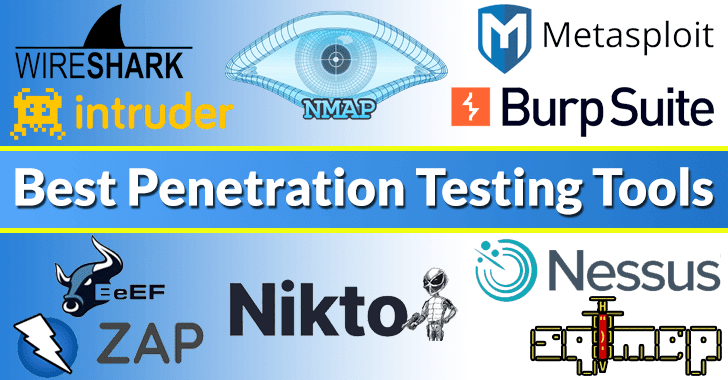 WIRESHARK
intruder
NMAP
Metasploit
Burp Suite
Best Penetration Testing Tools
BeEF
ZAP
Nikto
Nessus
sqlmap